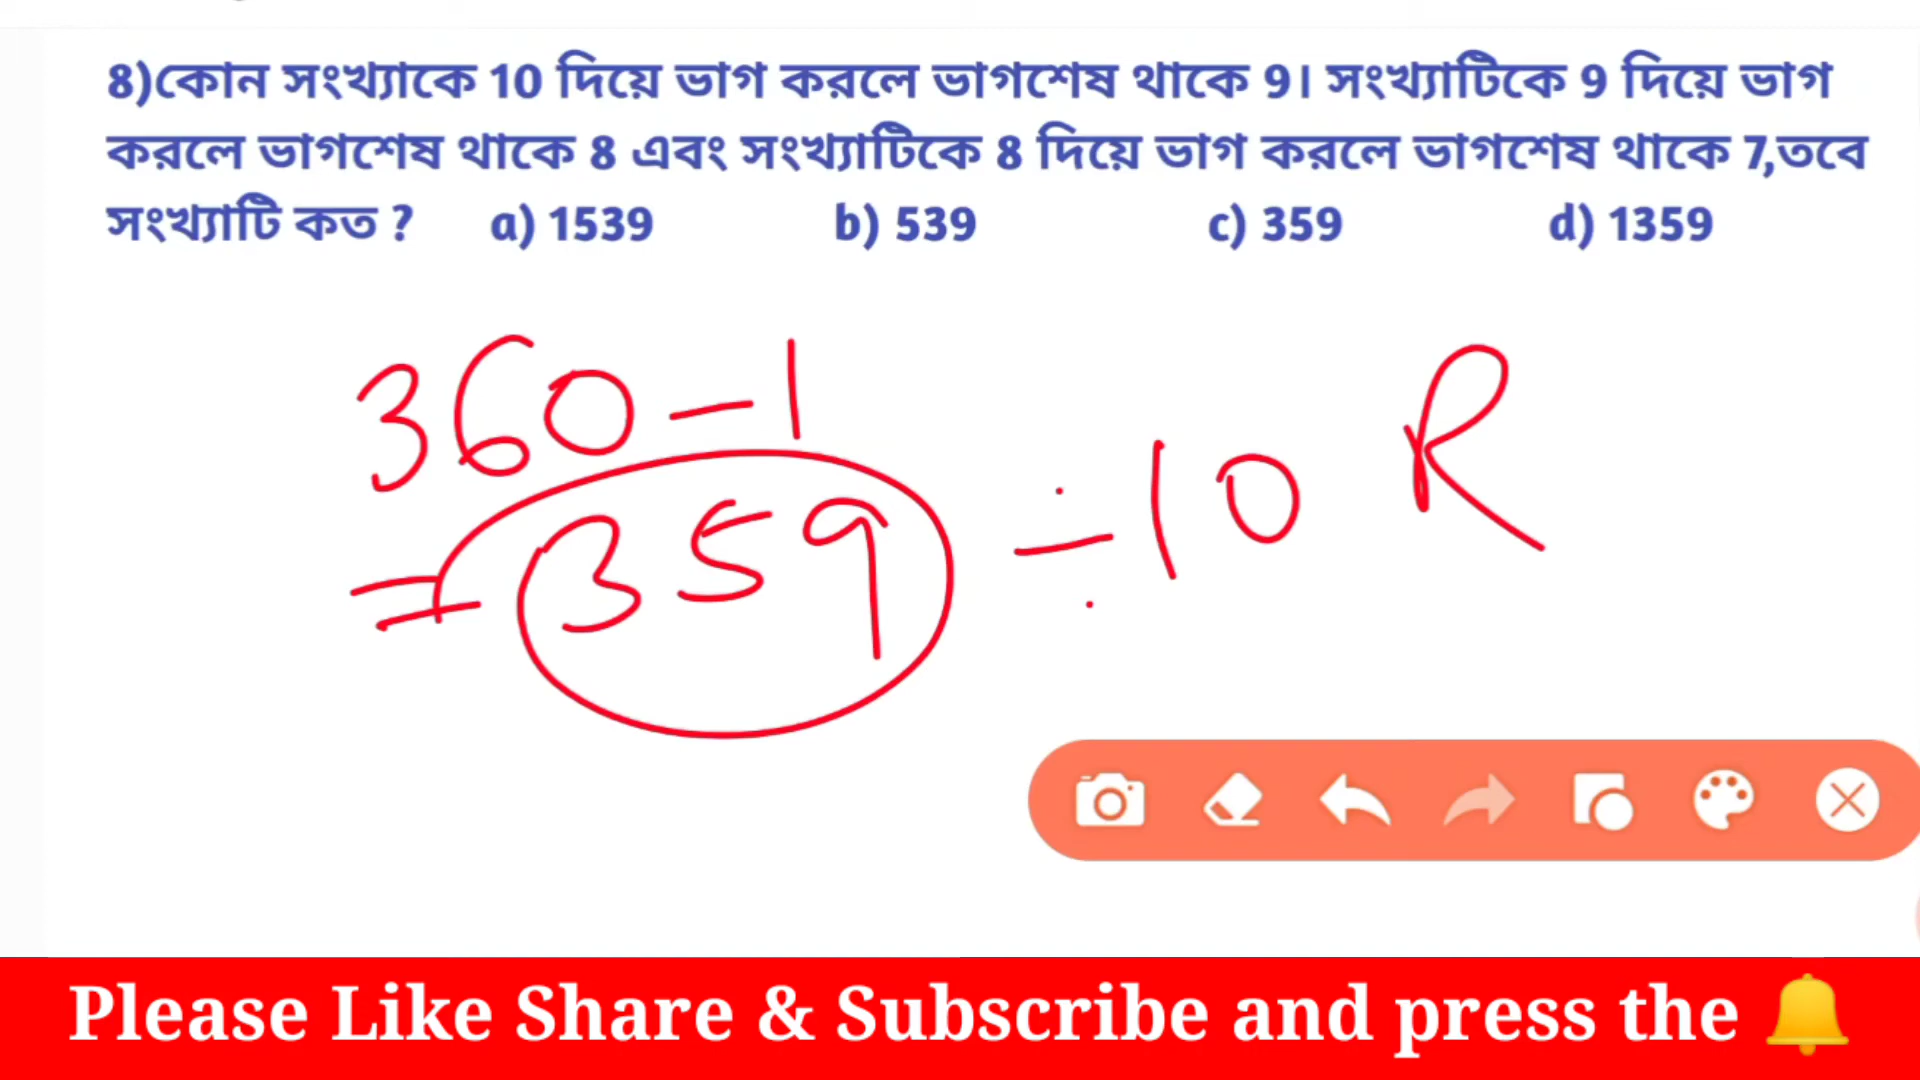 8)কোন সংখ্যাকে 10 দিয়ে ভাগ করলে ভাগশেষ থাকে 9। সংখ্যাটিকে 9 দিয়ে ভাগ
করলে ভাগশেষ থাকে 8 এবং সংখ্যাটিকে 8 দিয়ে ভাগ করলে ভাগশেষ থাকে 7,তবে
সংখ্যাটি কত ? a) 1539 b) 539 c) 359 d) 1359
360-1
= 359 ÷ 10 R
Please Like Share & Subscribe and press the 🔔